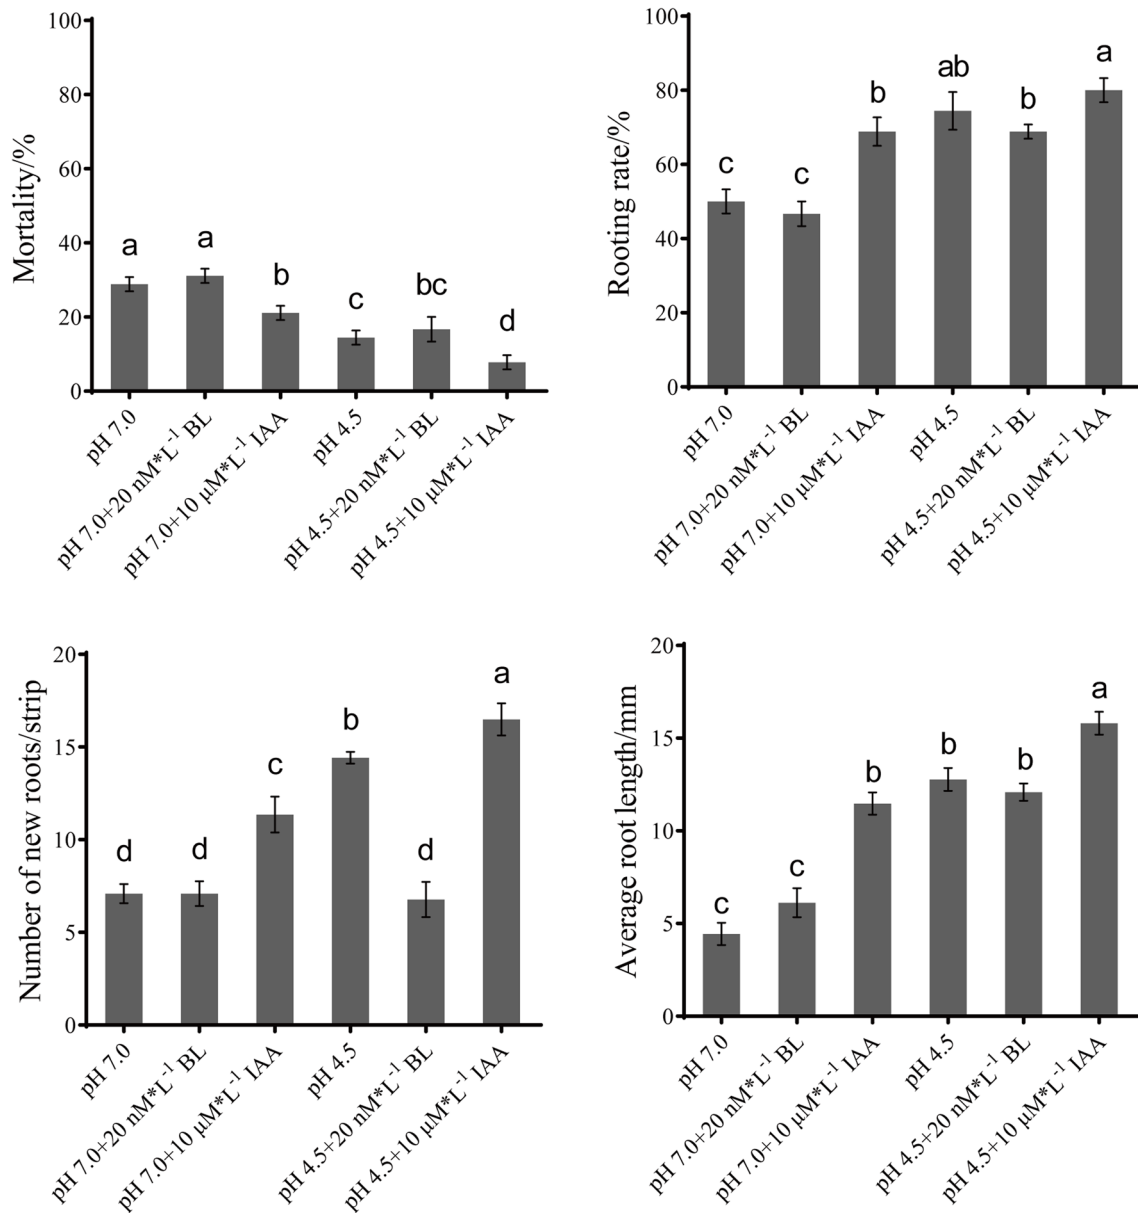 Mortality/%
100
80
60
40
20
0
a
a
b
c
bc
d
pH 7.0
pH 7.0+20 nM*L⁻¹ BL
pH 7.0+10 μM*L⁻¹ IAA
pH 4.5
pH 4.5+20 nM*L⁻¹ BL
pH 4.5+10 μM*L⁻¹ IAA
Rooting rate/%
100
80
60
40
20
0
c
c
b
ab
b
a
pH 7.0
pH 7.0+20 nM*L⁻¹ BL
pH 7.0+10 μM*L⁻¹ IAA
pH 4.5
pH 4.5+20 nM*L⁻¹ BL
pH 4.5+10 μM*L⁻¹ IAA
Number of new roots/strip
20
15
10
5
0
d
d
c
b
d
a
pH 7.0
pH 7.0+20 nM*L⁻¹ BL
pH 7.0+10 μM*L⁻¹ IAA
pH 4.5
pH 4.5+20 nM*L⁻¹ BL
pH 4.5+10 μM*L⁻¹ IAA
Average root length/mm
20
15
10
5
0
c
c
b
b
b
a
pH 7.0
pH 7.0+20 nM*L⁻¹ BL
pH 7.0+10 μM*L⁻¹ IAA
pH 4.5
pH 4.5+20 nM*L⁻¹ BL
pH 4.5+10 μM*L⁻¹ IAA